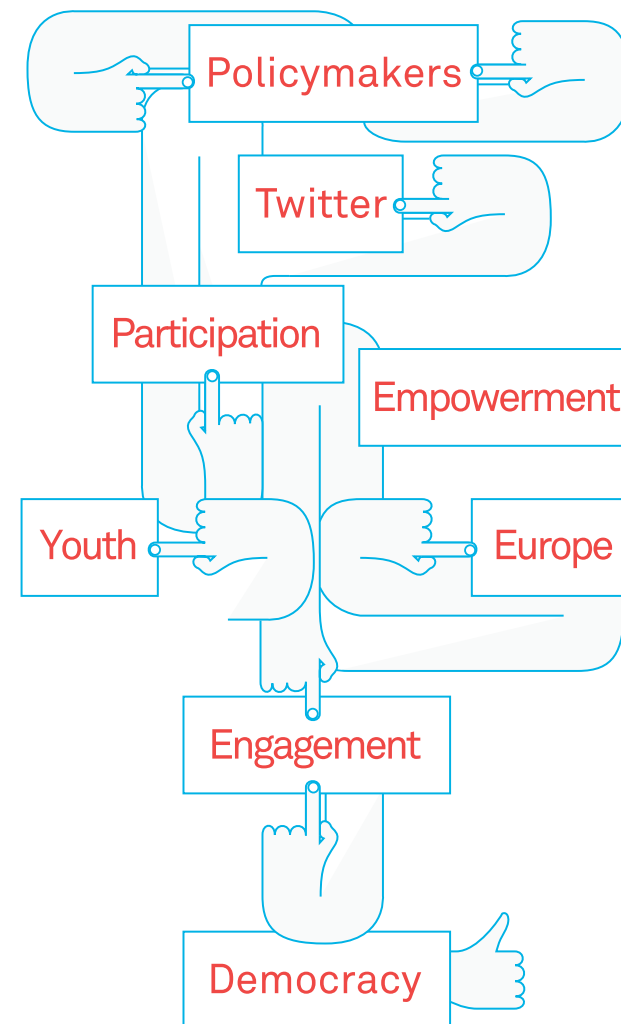 Policymakers
Twitter
Participation
Empowerment
Youth
Europe
Engagement
Democracy